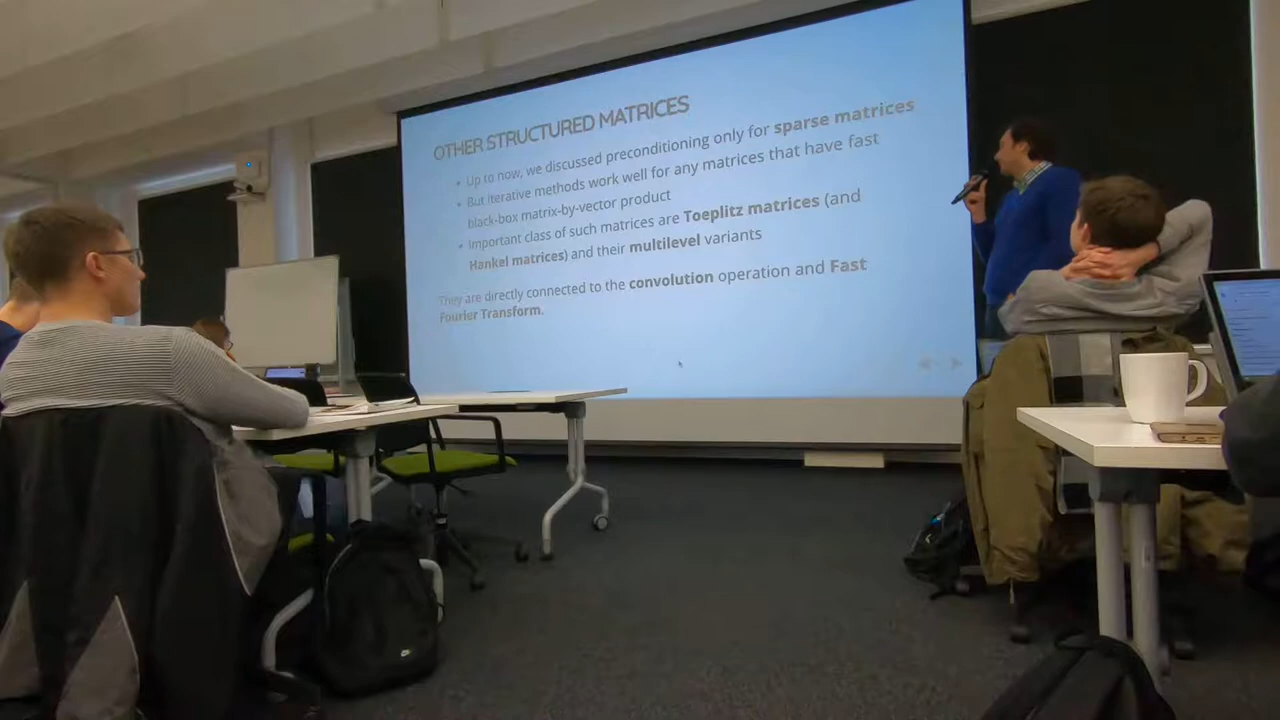 OTHER STRUCTURED MATRICES
• Up to now, we discussed preconditioning only for sparse matrices
• But iterative methods work well for any matrices that have fast
black-box matrix-by-vector product
• Important class of such matrices are Toeplitz matrices (and
Hankel matrices) and their multilevel variants
They are directly connected to the convolution operation and Fast
Fourier Transform.